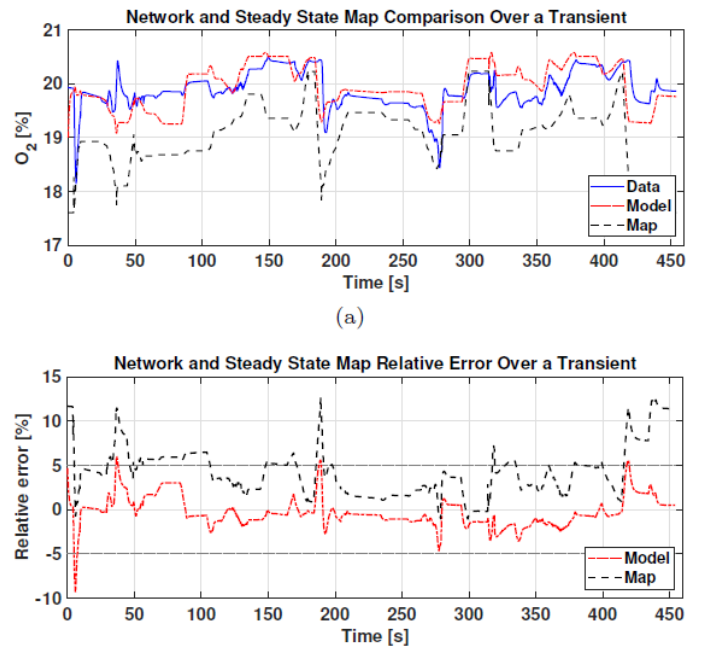 Network and Steady State Map Comparison Over a Transient
21
20
19
18
17
O2 [%]
Data
Model
Map
0 50 100 150 200 250 300 350 400 450
Time [s]
(a)
Network and Steady State Map Relative Error Over a Transient
15
10
5
0
-5
-10
Relative error [%]
Model
Map
0 50 100 150 200 250 300 350 400 450
Time [s]